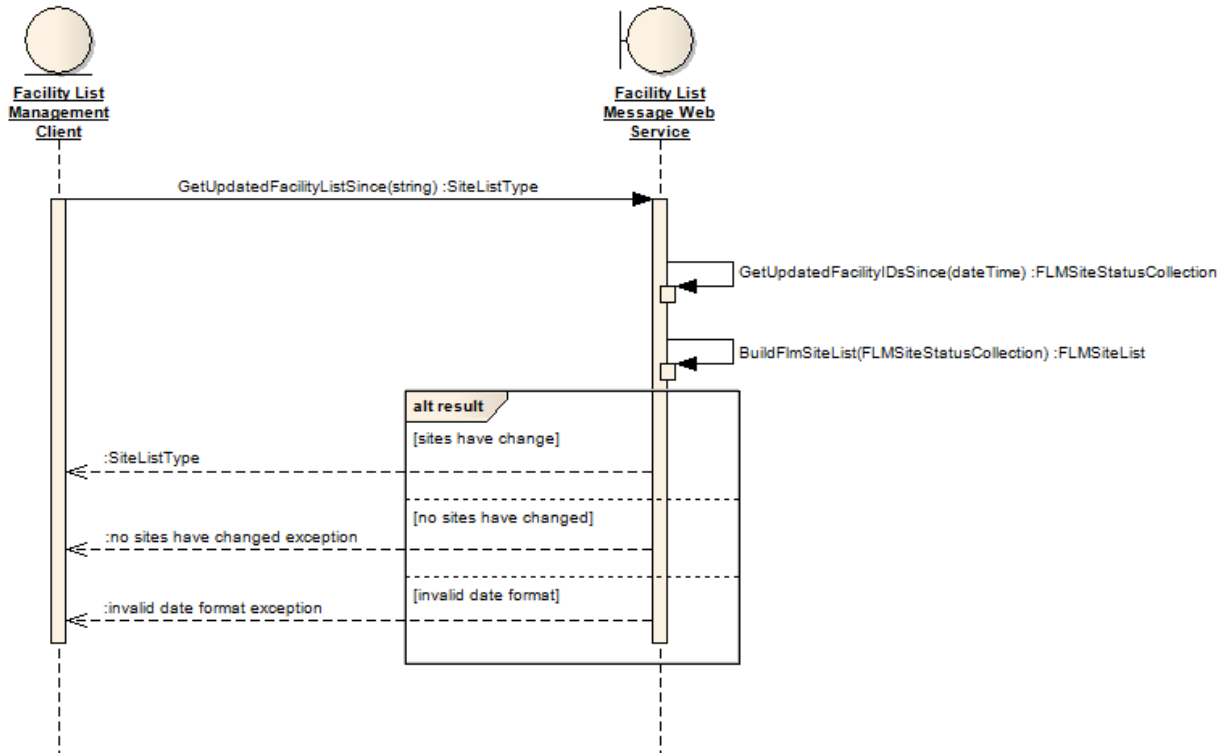 Facility List
Management
Client
Facility List
Message Web
Service
GetUpdatedFacilityListSince(string) :SiteListType
GetUpdatedFacilityIDsSince(dateTime) :FLMSiteStatusCollection
BuildFlmSiteList(FLMSiteStatusCollection) :FLMSiteList
alt result
[sites have change]
:SiteListType
[no sites have changed]
:no sites have changed exception
[invalid date format]
:invalid date format exception